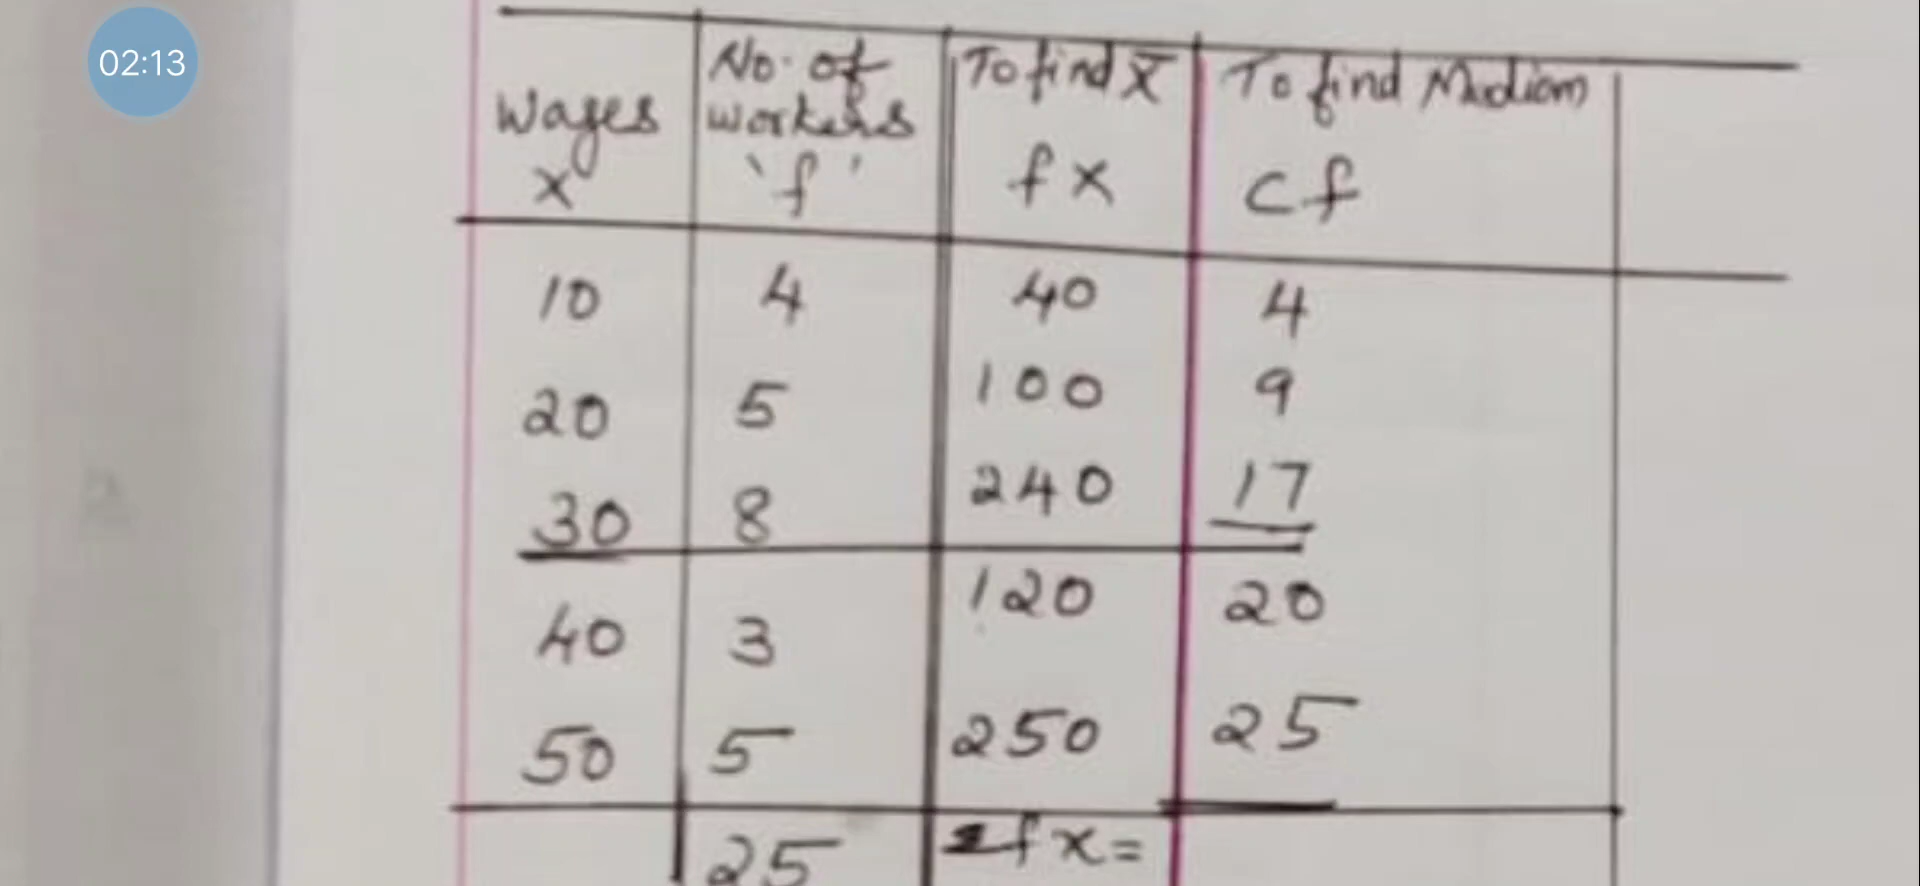 02:13
Wages x | No. of workers 'f' | To find x̄ fx | To find Median cf
10 | 4 | 40 | 4
20 | 5 | 100 | 9
30 | 8 | 240 | 17
40 | 3 | 120 | 20
50 | 5 | 250 | 25
25 | Σfx =